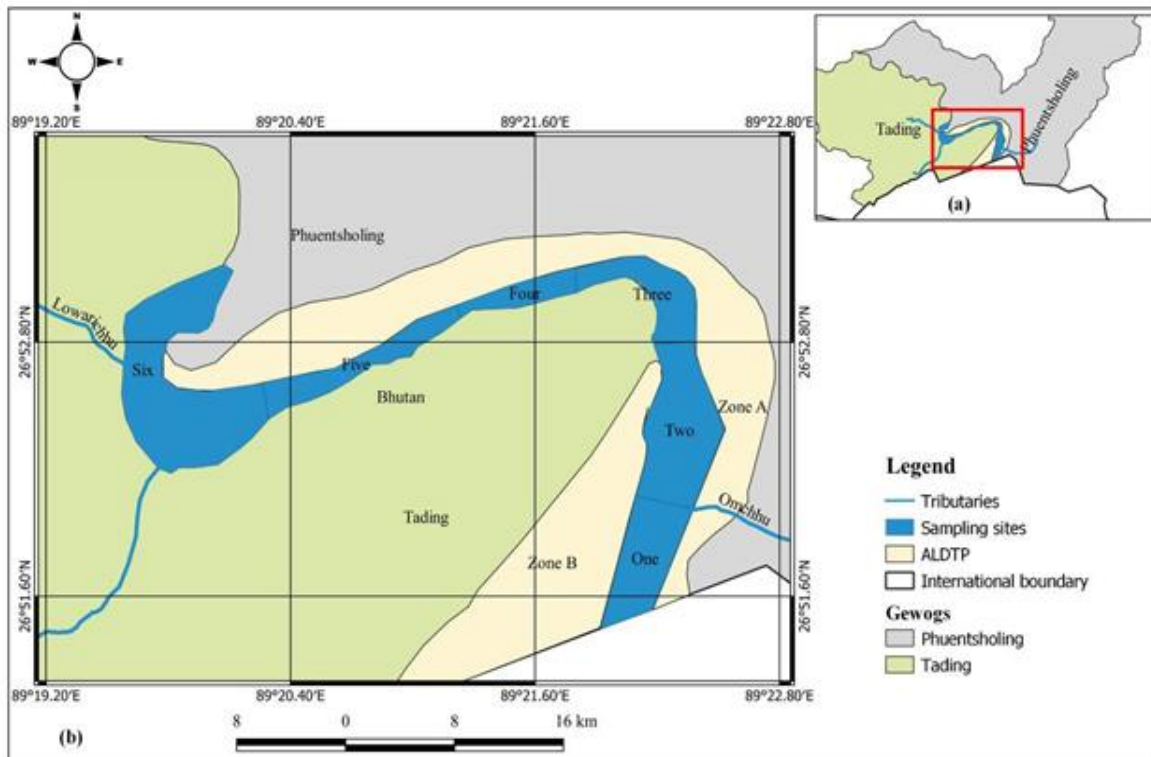 N
W E
S
89°19.20'E 89°20.40'E 89°21.60'E 89°22.80'E
Phuentsholing
Lowarichhu
Four
Three
26°52.80'N
26°52.80'N
Six
Five
Bhutan
Zone A
Two
Omchhu
Tading
Zone B
One
26°51.60'N
26°51.60'N
89°19.20'E 89°20.40'E 89°21.60'E 89°22.80'E
8 0 8 16 km
(b)
Tading
Phuentsholing
(a)
Legend
Tributaries
Sampling sites
ALDTP
International boundary
Gewogs
Phuentsholing
Tading